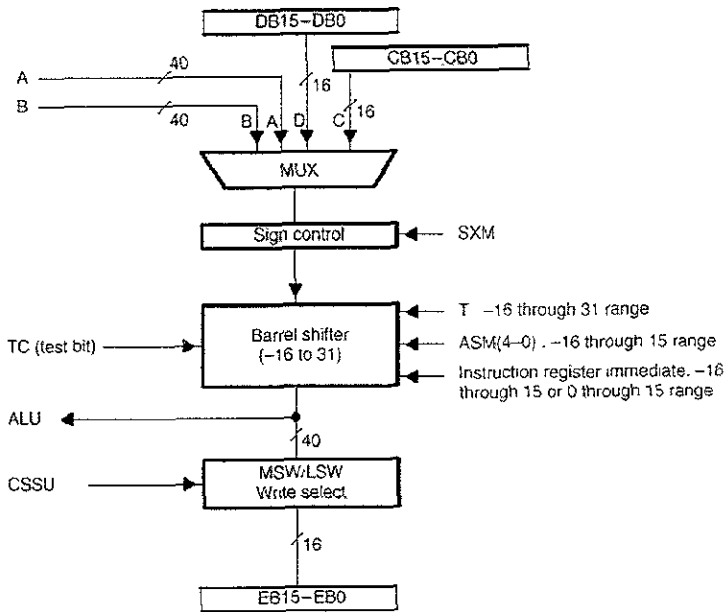 DB15–DB0
CB15–CB0
40
A
16
16
B
40
B A D C
MUX
Sign control
SXM
T –16 through 31 range
Barrel shifter
(–16 to 31)
TC (test bit)
ASM(4–0) . –16 through 15 range
Instruction register immediate. –16
through 15 or 0 through 15 range
ALU
40
MSW/LSW
Write select
CSSU
16
EB15–EB0